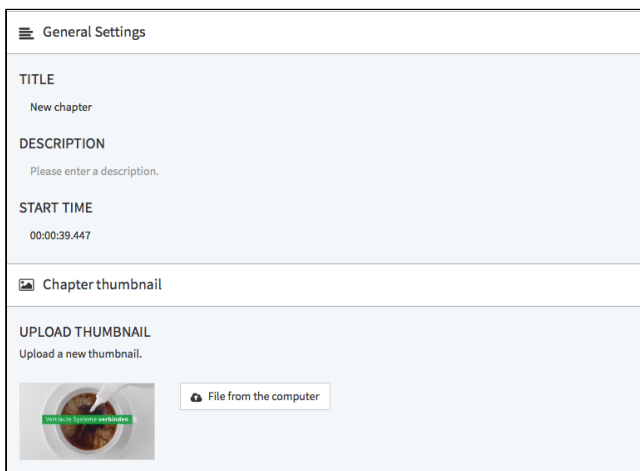 General Settings
TITLE
New chapter
DESCRIPTION
Please enter a description.
START TIME
00:00:39.447
Chapter thumbnail
UPLOAD THUMBNAIL
Upload a new thumbnail.
File from the computer
Vertraute Systeme verbinden.